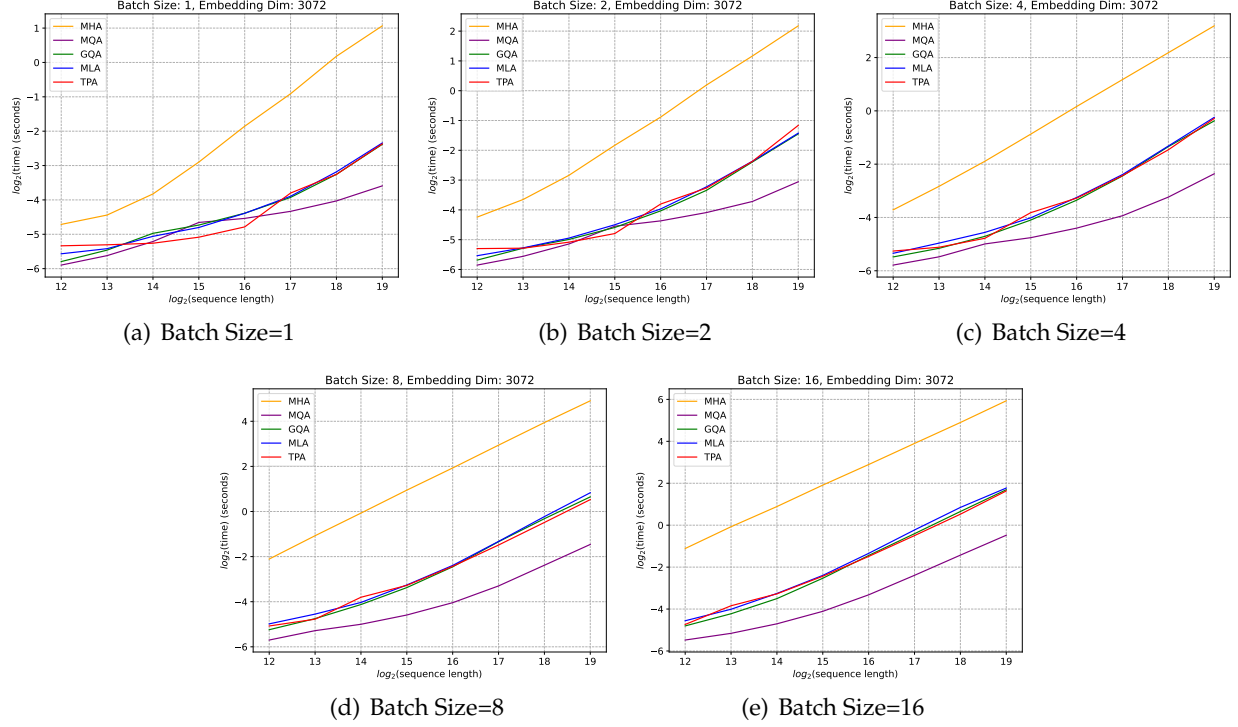 Batch Size: 1, Embedding Dim: 3072
MHA
MQA
GQA
MLA
TPA
1
0
−1
−2
−3
−4
−5
−6
log2(time) (seconds)
12 13 14 15 16 17 18 19
log2(sequence length)
(a) Batch Size=1
Batch Size: 2, Embedding Dim: 3072
MHA
MQA
GQA
MLA
TPA
2
1
0
−1
−2
−3
−4
−5
−6
log2(time) (seconds)
12 13 14 15 16 17 18 19
log2(sequence length)
(b) Batch Size=2
Batch Size: 4, Embedding Dim: 3072
MHA
MQA
GQA
MLA
TPA
2
0
−2
−4
−6
log2(time) (seconds)
12 13 14 15 16 17 18 19
log2(sequence length)
(c) Batch Size=4
Batch Size: 8, Embedding Dim: 3072
MHA
MQA
GQA
MLA
TPA
4
2
0
−2
−4
−6
log2(time) (seconds)
12 13 14 15 16 17 18 19
log2(sequence length)
(d) Batch Size=8
Batch Size: 16, Embedding Dim: 3072
MHA
MQA
GQA
MLA
TPA
6
4
2
0
−2
−4
−6
log2(time) (seconds)
12 13 14 15 16 17 18 19
log2(sequence length)
(e) Batch Size=16